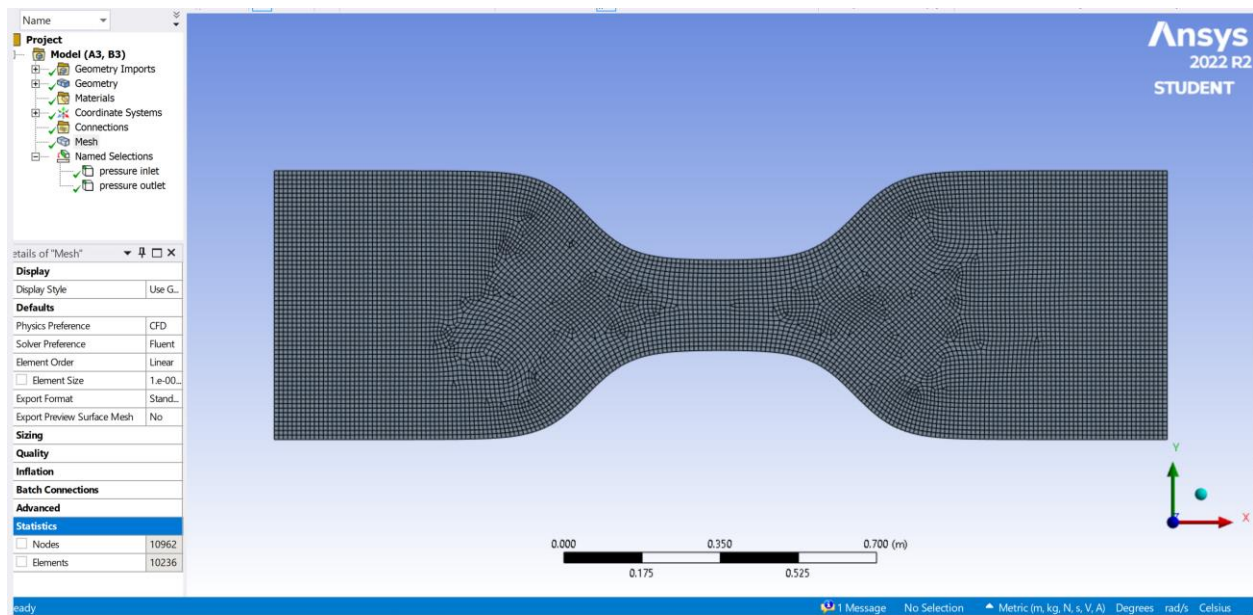 Name
Project
Model (A3, B3)
Geometry Imports
Geometry
Materials
Coordinate Systems
Connections
Mesh
Named Selections
pressure inlet
pressure outlet
etails of "Mesh"
Display
Display Style Use G...
Defaults
Physics Preference CFD
Solver Preference Fluent
Element Order Linear
Element Size 1.e-00...
Export Format Stand...
Export Preview Surface Mesh No
Sizing
Quality
Inflation
Batch Connections
Advanced
Statistics
Nodes 10962
Elements 10236
Ansys
2022 R2
STUDENT
0.000 0.350 0.700 (m)
0.175 0.525
Y
Z X
eady 1 Message No Selection Metric (m, kg, N, s, V, A) Degrees rad/s Celsius